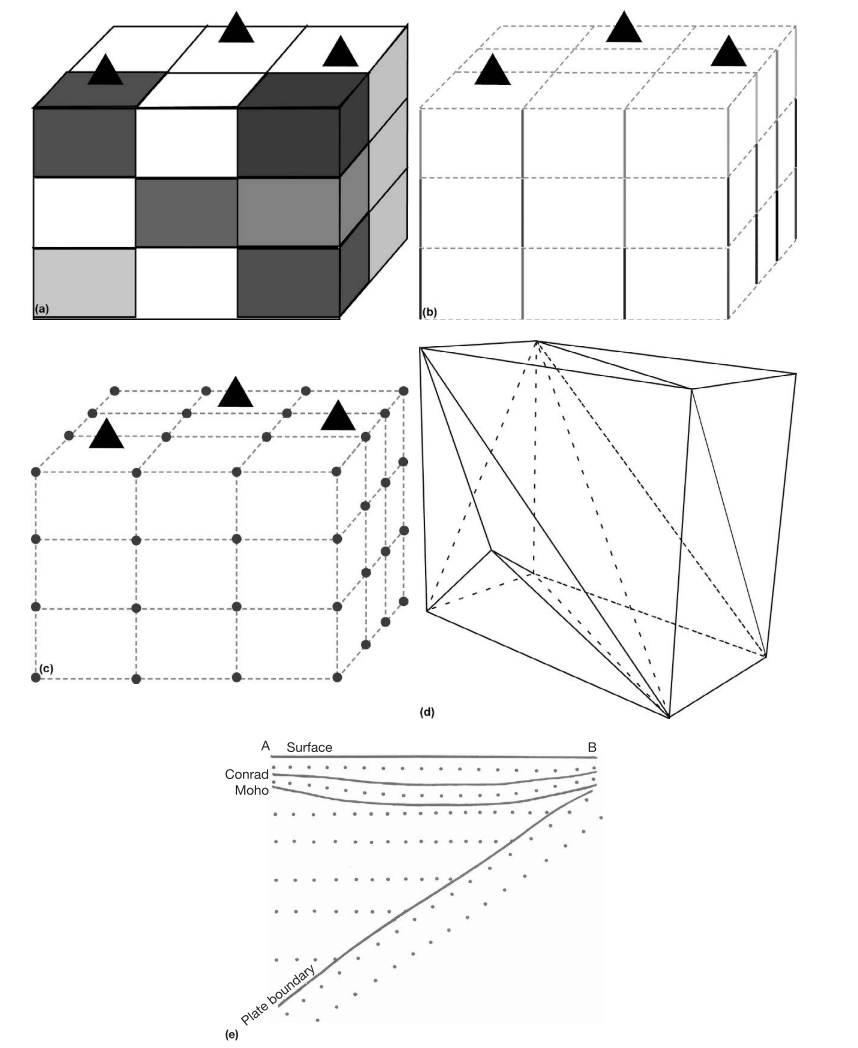 (a)
(b)
(c)
(d)
A Surface B
Conrad
Moho
Plate boundary
(e)